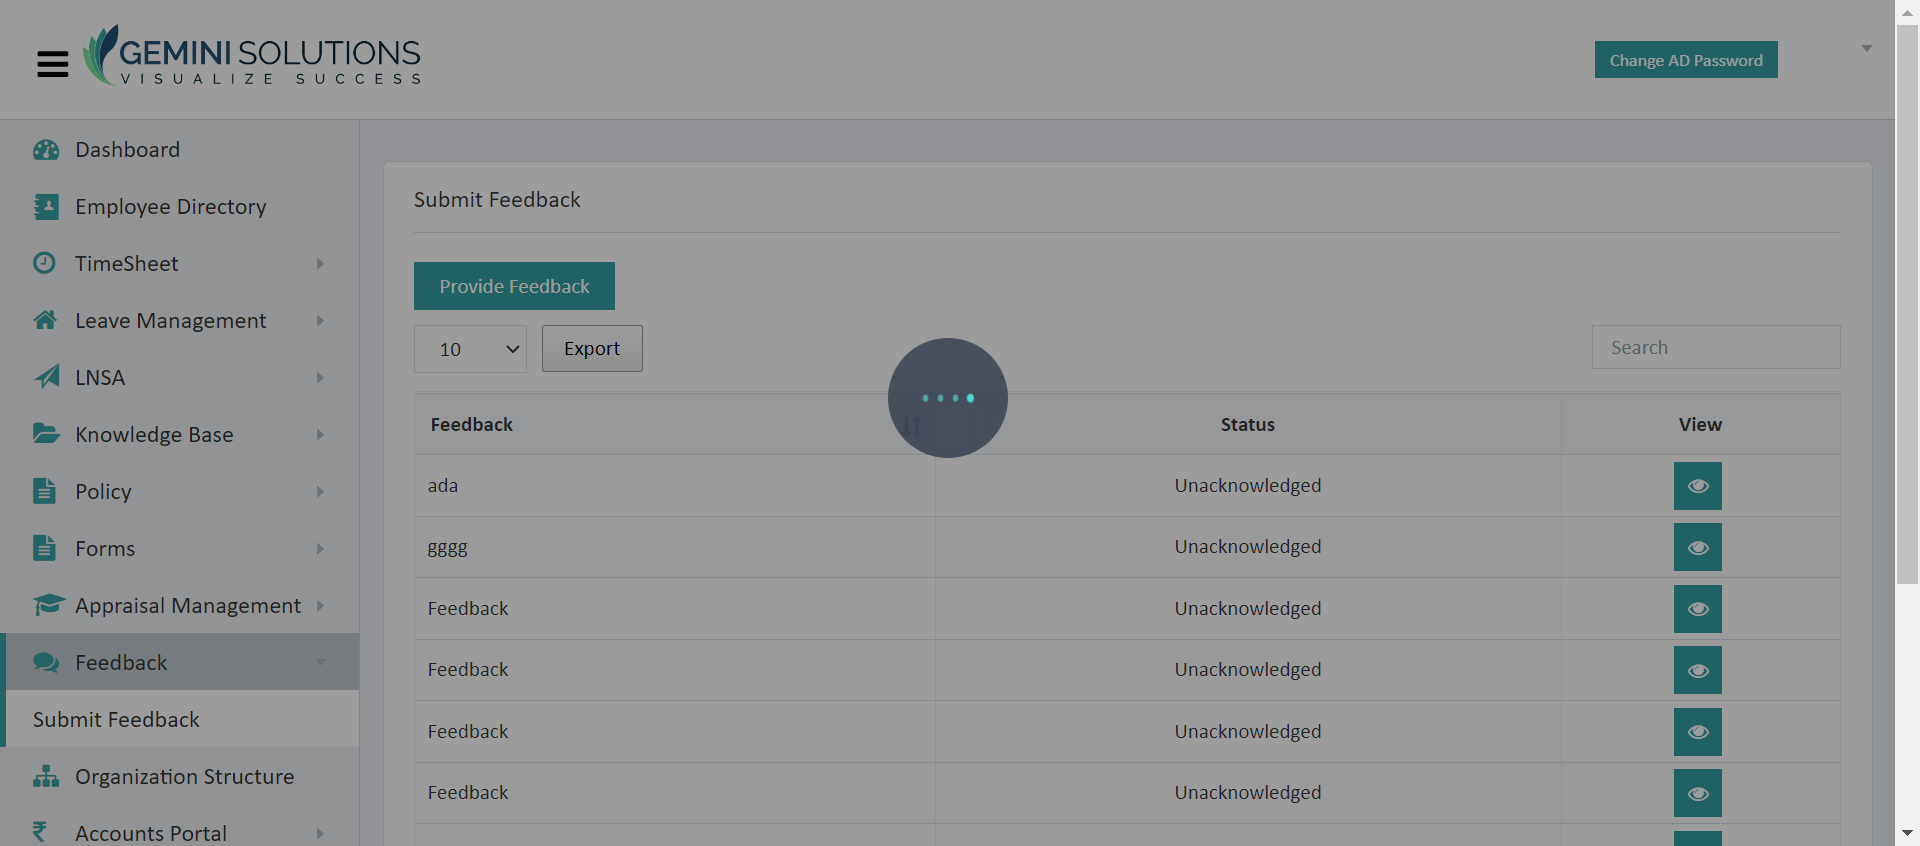 GEMINI SOLUTIONS
VISUALIZE SUCCESS
Change AD Password
Dashboard
Employee Directory
TimeSheet
Leave Management
LNSA
Knowledge Base
Policy
Forms
Appraisal Management
Feedback
Submit Feedback
Organization Structure
Accounts Portal
Submit Feedback
Provide Feedback
10
Export
Search
Feedback Status View
ada Unacknowledged
gggg Unacknowledged
Feedback Unacknowledged
Feedback Unacknowledged
Feedback Unacknowledged
Feedback Unacknowledged